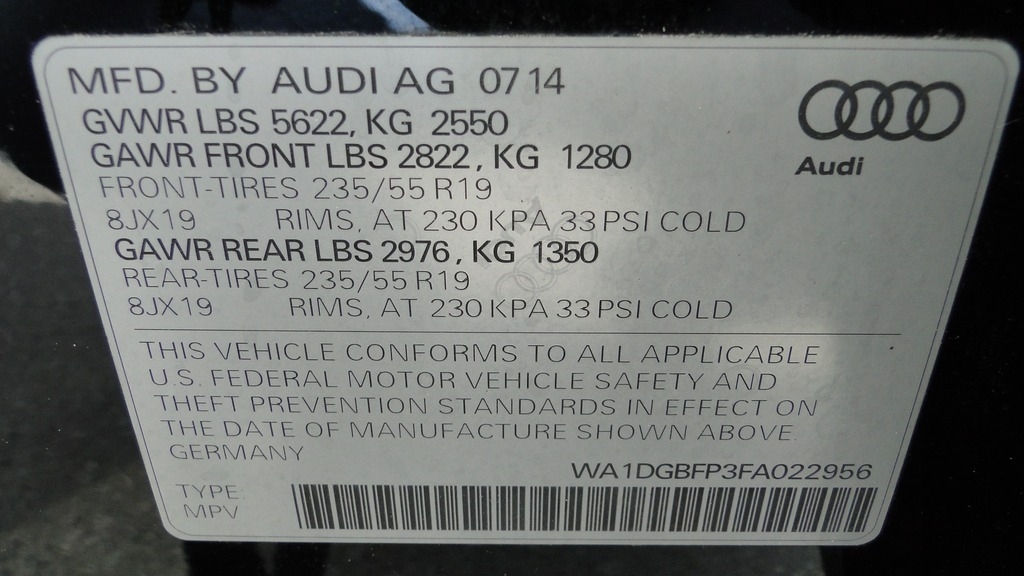 MFD. BY AUDI AG 07 14
GVWR LBS 5622, KG 2550
GAWR FRONT LBS 2822, KG 1280
FRONT-TIRES 235/55 R19
8JX19 RIMS, AT 230 KPA 33 PSI COLD
GAWR REAR LBS 2976, KG 1350
REAR-TIRES 235/55 R19
8JX19 RIMS, AT 230 KPA 33 PSI COLD
Audi
THIS VEHICLE CONFORMS TO ALL APPLICABLE
U.S. FEDERAL MOTOR VEHICLE SAFETY AND
THEFT PREVENTION STANDARDS IN EFFECT ON
THE DATE OF MANUFACTURE SHOWN ABOVE.
GERMANY
WA1DGBFP3FA022956
TYPE:
MPV